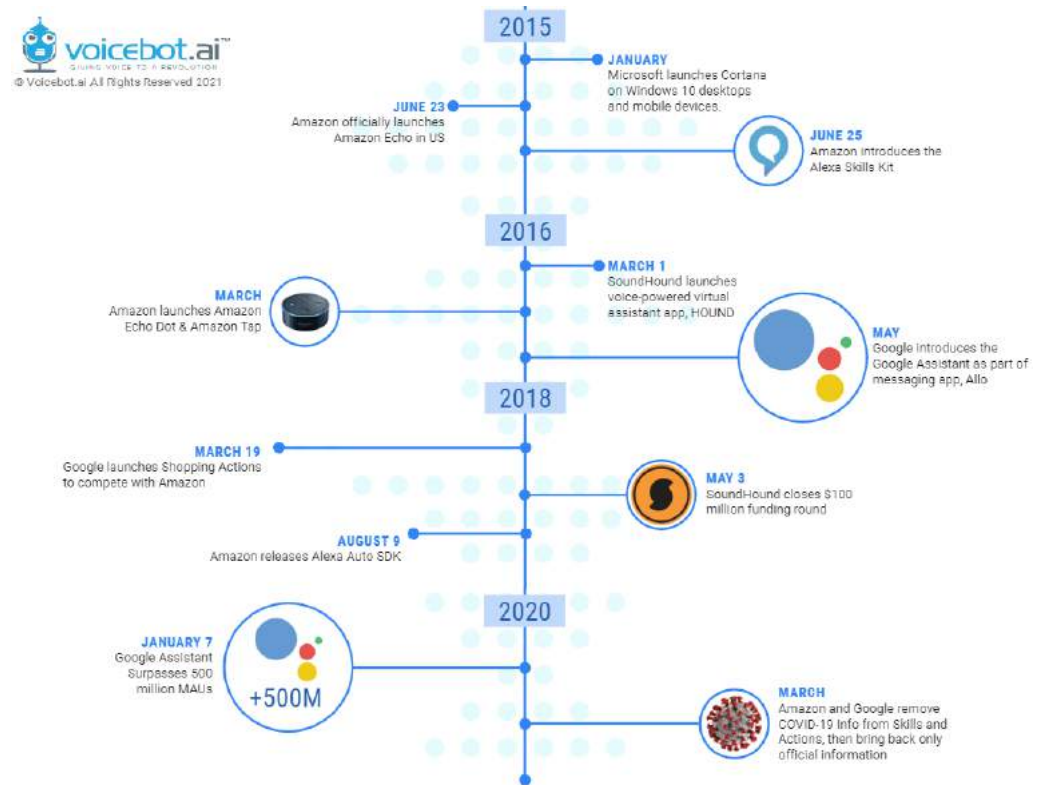 voicebot.ai™
GIVING VOICE TO A REVOLUTION
© Voicebot.ai All Rights Reserved 2021
2015
JANUARY
Microsoft launches Cortana
on Windows 10 desktops
and mobile devices.
JUNE 23
Amazon officially launches
Amazon Echo in US
JUNE 25
Amazon introduces the
Alexa Skills Kit
2016
MARCH 1
SoundHound launches
voice-powered virtual
assistant app, HOUND
MARCH
Amazon launches Amazon
Echo Dot & Amazon Tap
MAY
Google introduces the
Google Assistant as part of
messaging app, Allo
2018
MARCH 19
Google launches Shopping Actions
to compete with Amazon
MAY 3
SoundHound closes $100
million funding round
AUGUST 9
Amazon releases Alexa Auto SDK
2020
JANUARY 7
Google Assistant
Surpasses 500
million MAUs
+500M
MARCH
Amazon and Google remove
COVID-19 Info from Skills and
Actions, then bring back only
official information